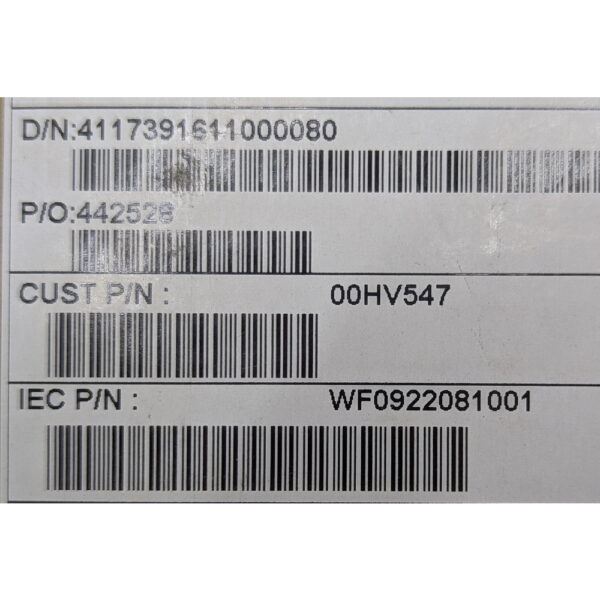 D/N:4117391611000080
P/O:442528
CUST P/N : 00HV547
IEC P/N : WF0922081001